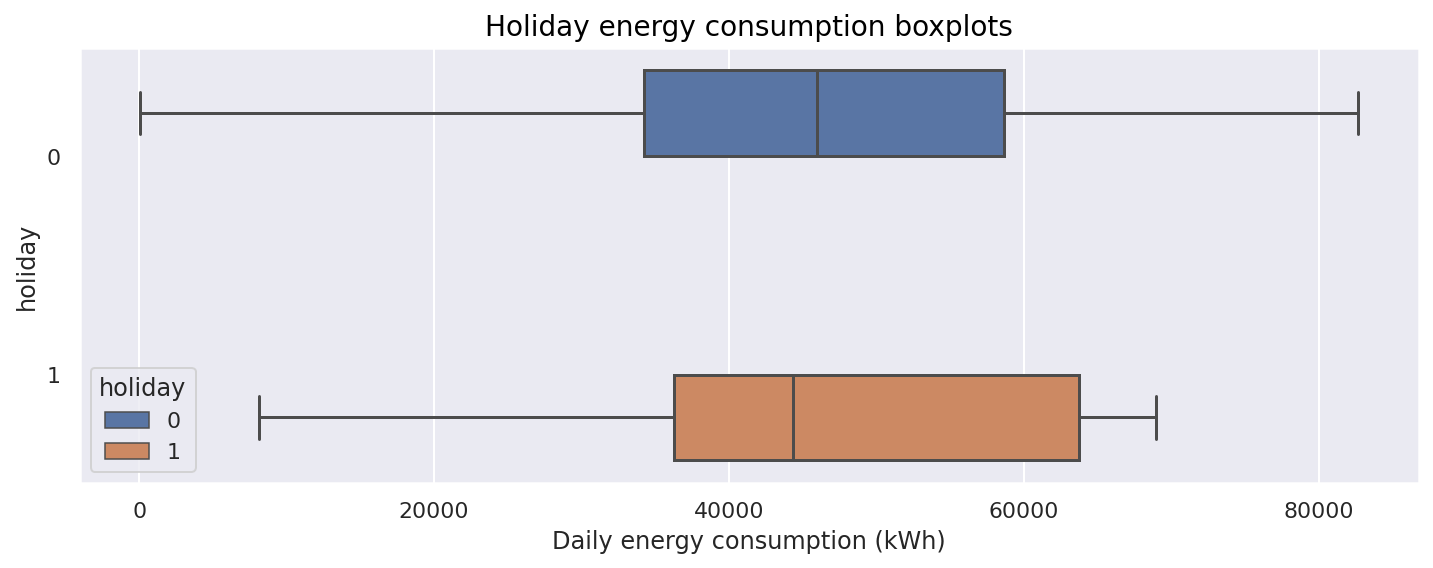 Holiday energy consumption boxplots
holiday
0
1
holiday
0
1
0 20000 40000 60000 80000
Daily energy consumption (kWh)